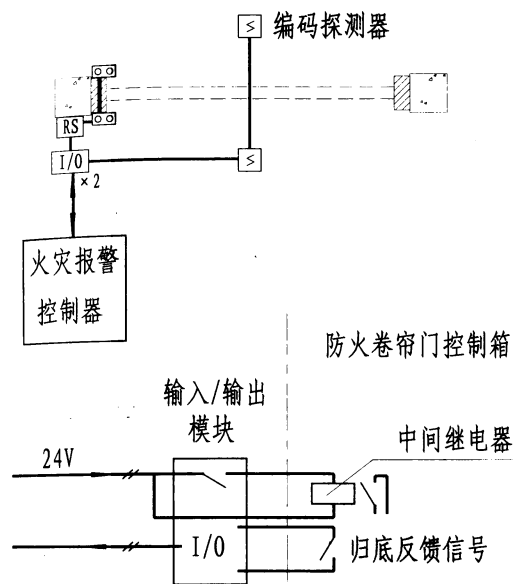 编码探测器
RS
I/O
×2
火灾报警
控制器
防火卷帘门控制箱
输入/输出
模块
中间继电器
24V
I/O
归底反馈信号